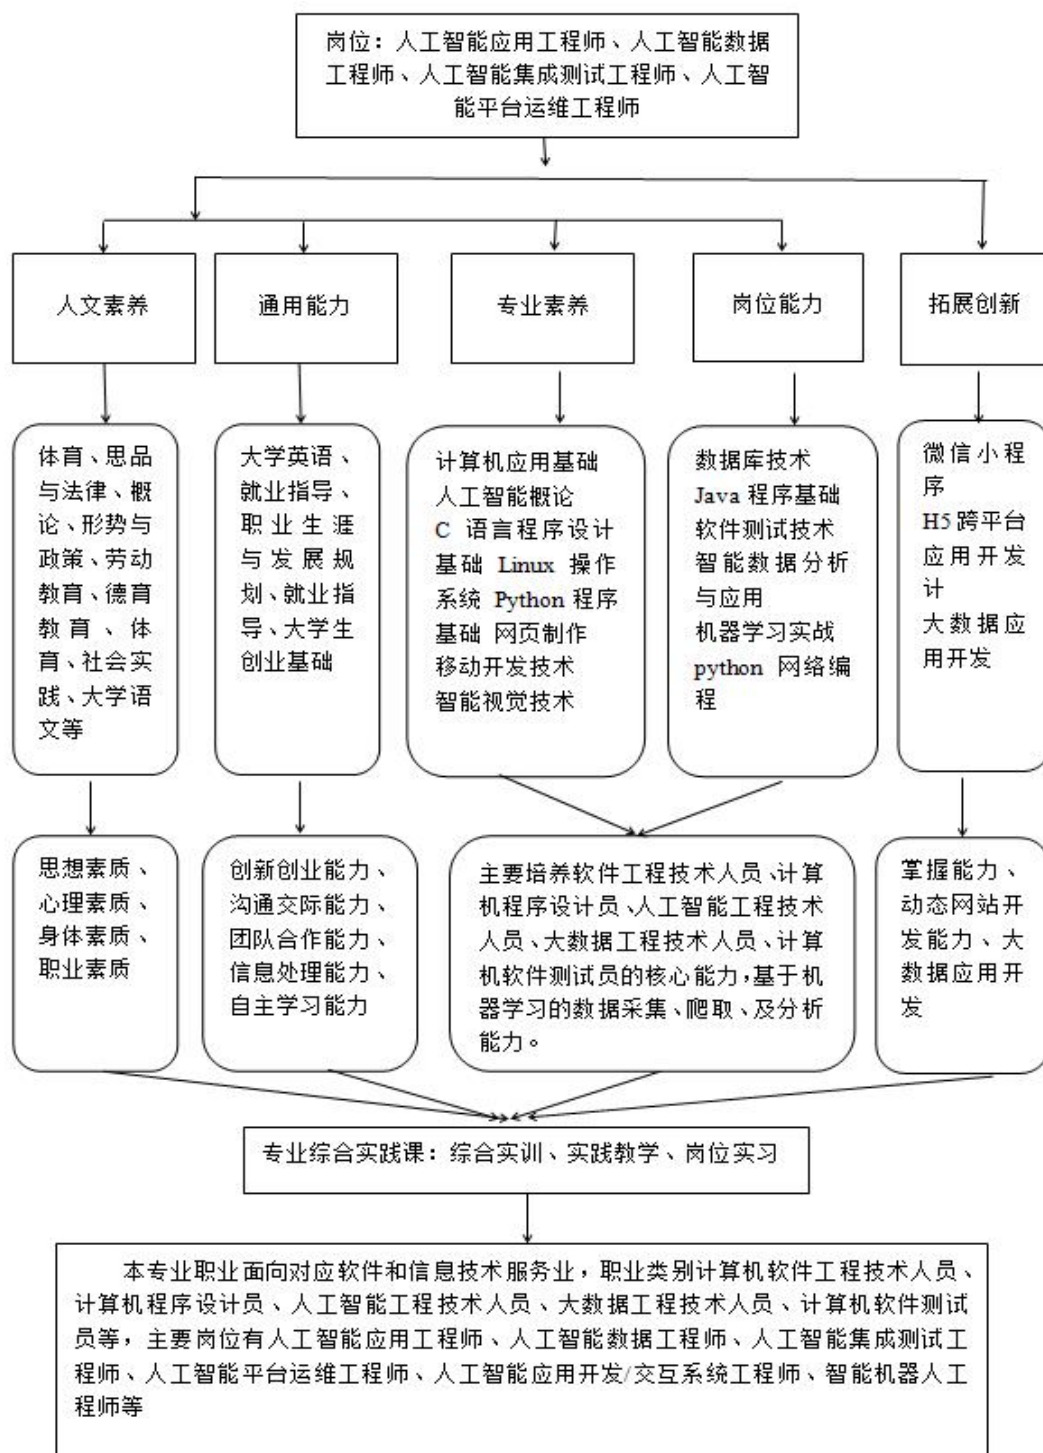 岗位：人工智能应用工程师、人工智能数据
工程师、人工智能集成测试工程师、人工智
能平台运维工程师
人文素养
通用能力
专业素养
岗位能力
拓展创新
体育、思品
与法律、概
论、形势与
政策、劳动
教育、德育
教育、体
育、社会实
践、大学语
文等
大学英语、
就业指导、
职业生涯
与发展规
划、就业指
导、大学生
创业基础
计算机应用基础
人工智能概论
C 语言程序设计
基础 Linux 操作
系统 Python 程序
基础 网页制作
移动开发技术
智能视觉技术
数据库技术
Java 程序基础
软件测试技术
智能数据分析
与应用
机器学习实战
python 网络编
程
微信小程
序
H5 跨平台
应用开发
计
大数据应
用开发
思想素质、
心理素质、
身体素质、
职业素质
创新创业能力、
沟通交际能力、
团队合作能力、
信息处理能力、
自主学习能力
主要培养软件工程技术人员、计算
机程序设计员、人工智能工程技术
人员、大数据工程技术人员、计算
机软件测试员的核心能力，基于机
器学习的数据采集、爬取、及分析
能力。
掌握能力、
动态网站开
发能力、大
数据应用开
发
专业综合实践课：综合实训、实践教学、岗位实习
本专业职业面向对应软件和信息技术服务业，职业类别计算机软件工程技术人员、
计算机程序设计员、人工智能工程技术人员、大数据工程技术人员、计算机软件测试
员等，主要岗位有人工智能应用工程师、人工智能数据工程师、人工智能集成测试工
程师、人工智能平台运维工程师、人工智能应用开发/交互系统工程师、智能机器人工
程师等